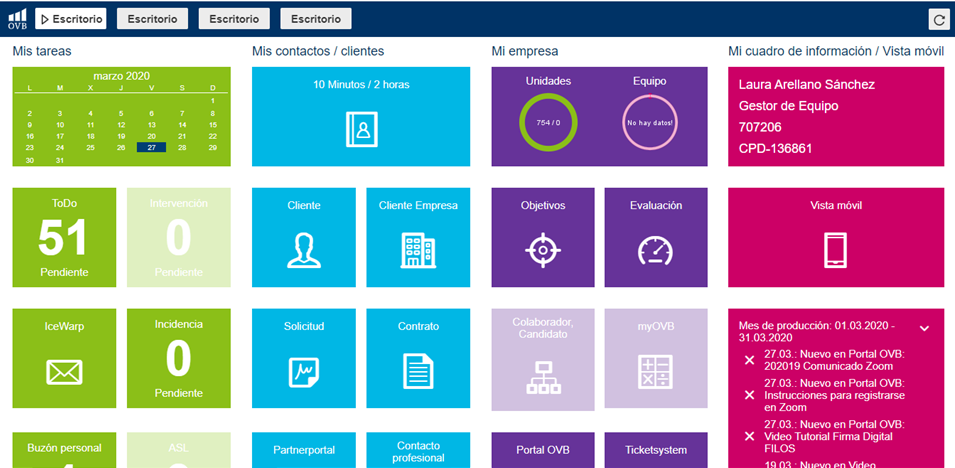 OVB
Escritorio
Escritorio
Escritorio
Escritorio
Mis tareas
marzo 2020
L M X J V S D
1
2 3 4 5 6 7 8
9 10 11 12 13 14 15
16 17 18 19 20 21 22
23 24 25 26 27 28 29
30 31
ToDo
51
Pendiente
Intervención
0
Pendiente
IceWarp
Incidencia
0
Pendiente
Buzón personal
ASL
Mis contactos / clientes
10 Minutos / 2 horas
Cliente
Cliente Empresa
Solicitud
Contrato
Partnerportal
Contacto
profesional
Mi empresa
Unidades
754 / 0
Equipo
No hay datos!
Objetivos
Evaluación
Colaborador,
Candidato
myOVB
Portal OVB
Ticketsystem
Mi cuadro de información / Vista móvil
Laura Arellano Sánchez
Gestor de Equipo
707206
CPD-136861
Vista móvil
Mes de producción: 01.03.2020 -
31.03.2020
27.03.: Nuevo en Portal OVB:
202019 Comunicado Zoom
27.03.: Nuevo en Portal OVB:
Instrucciones para registrarse
en Zoom
27.03.: Nuevo en Portal OVB:
Video Tutorial Firma Digital
FILOS
19.03.: Nuevo en Video